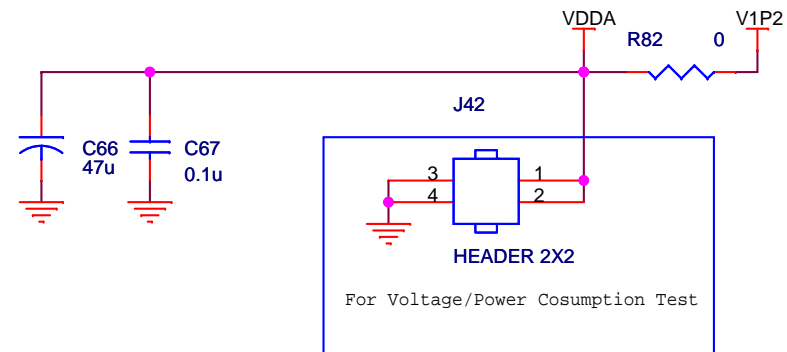 VDDA
V1P2
R82 0
J42
C66
47u
C67
0.1u
3
4
1
2
HEADER 2X2
For Voltage/Power Cosumption Test